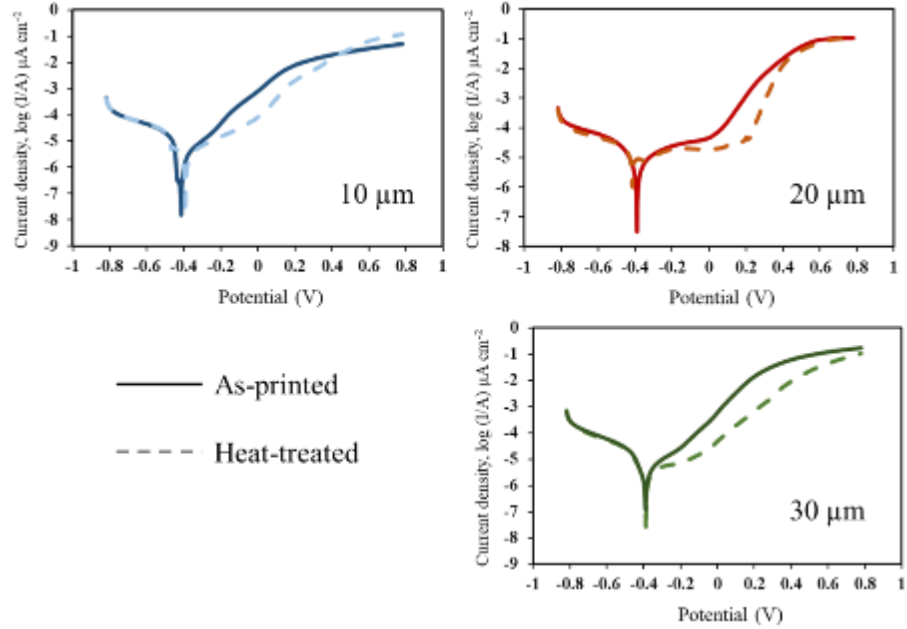 Current density, log (I/A) µA cm⁻²
0
-1
-2
-3
-4
-5
-6
-7
-8
-9
-1 -0.8 -0.6 -0.4 -0.2 0 0.2 0.4 0.6 0.8 1
Potential (V)
10 µm
Current density, log (I/A) µA cm⁻²
0
-1
-2
-3
-4
-5
-6
-7
-8
-1 -0.8 -0.6 -0.4 -0.2 0 0.2 0.4 0.6 0.8 1
Potential (V)
20 µm
As-printed
Heat-treated
Current density, log (I/A) µA cm⁻²
0
-1
-2
-3
-4
-5
-6
-7
-8
-9
-1 -0.8 -0.6 -0.4 -0.2 0 0.2 0.4 0.6 0.8 1
Potential (V)
30 µm